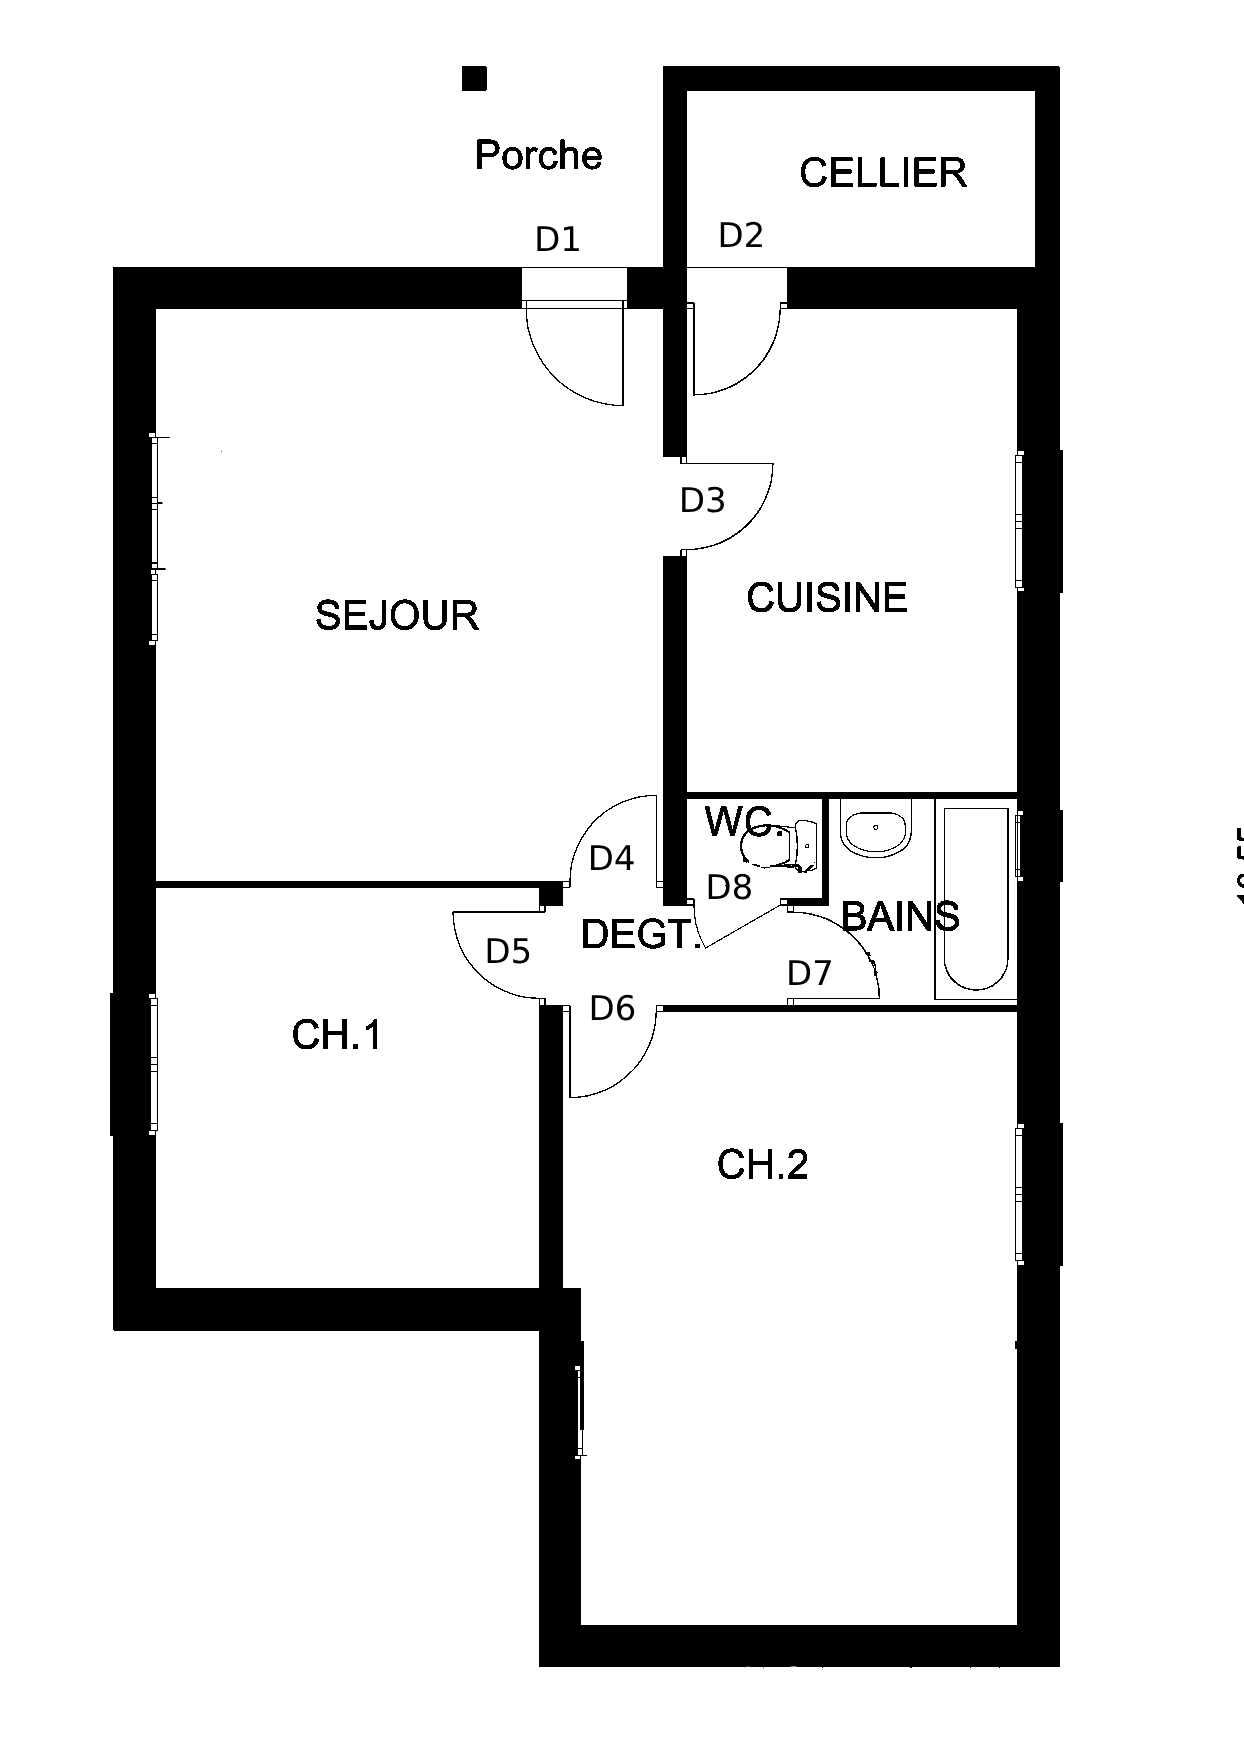 Porche
CELLIER
D1
D2
D3
SEJOUR
CUISINE
WC.
D4
D8
DEGT.
BAINS
D5
D7
D6
CH.1
CH.2